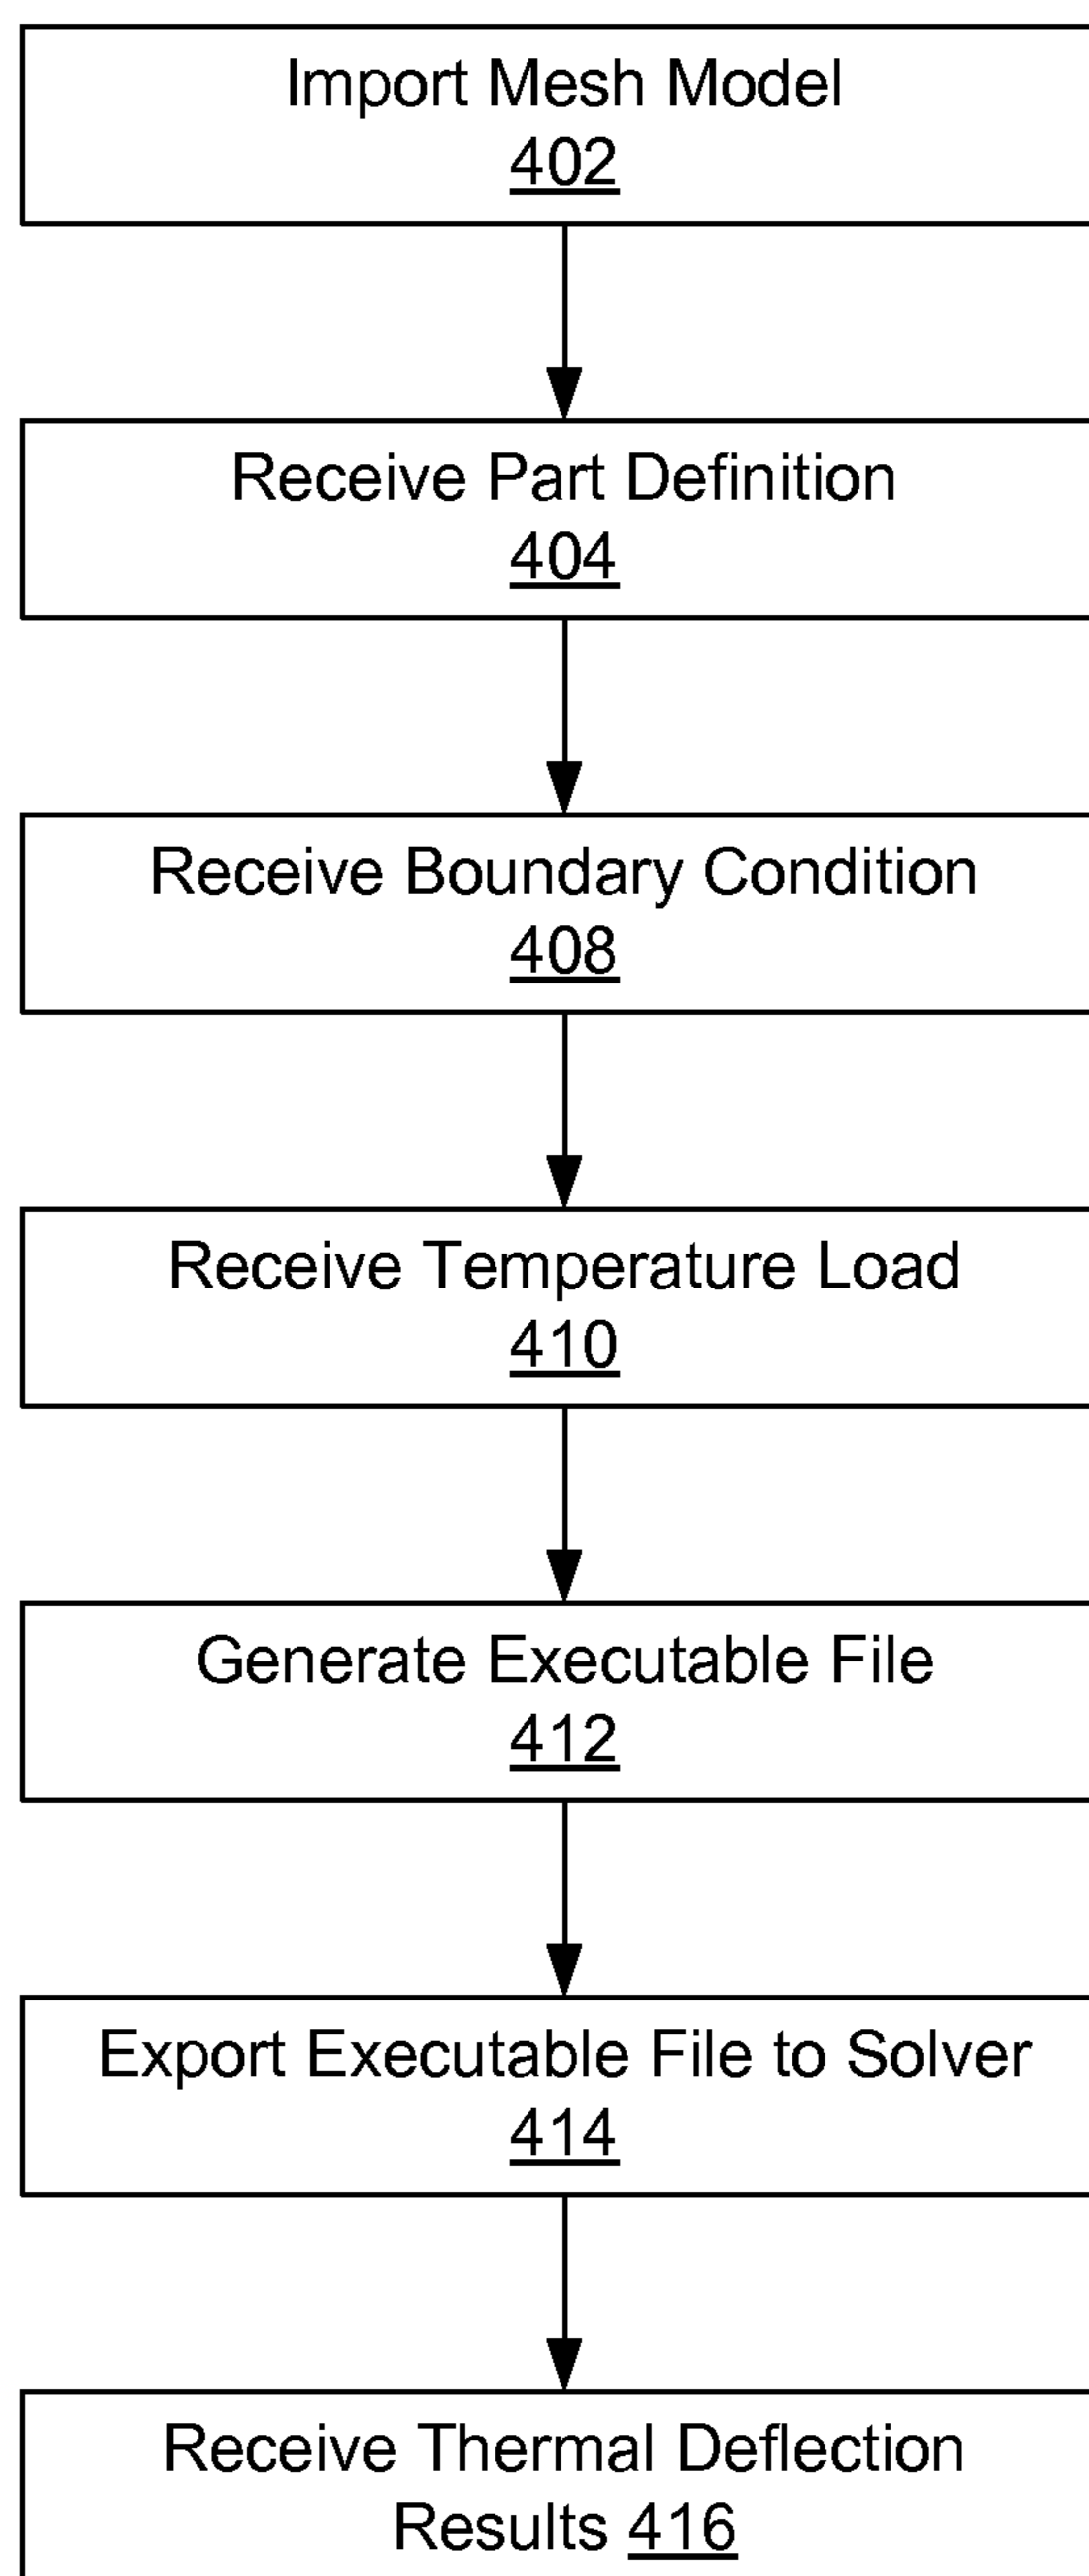 Import Mesh Model
402
Receive Part Definition
404
Receive Boundary Condition
408
Receive Temperature Load
410
Generate Executable File
412
Export Executable File to Solver
414
Receive Thermal Deflection
Results 416